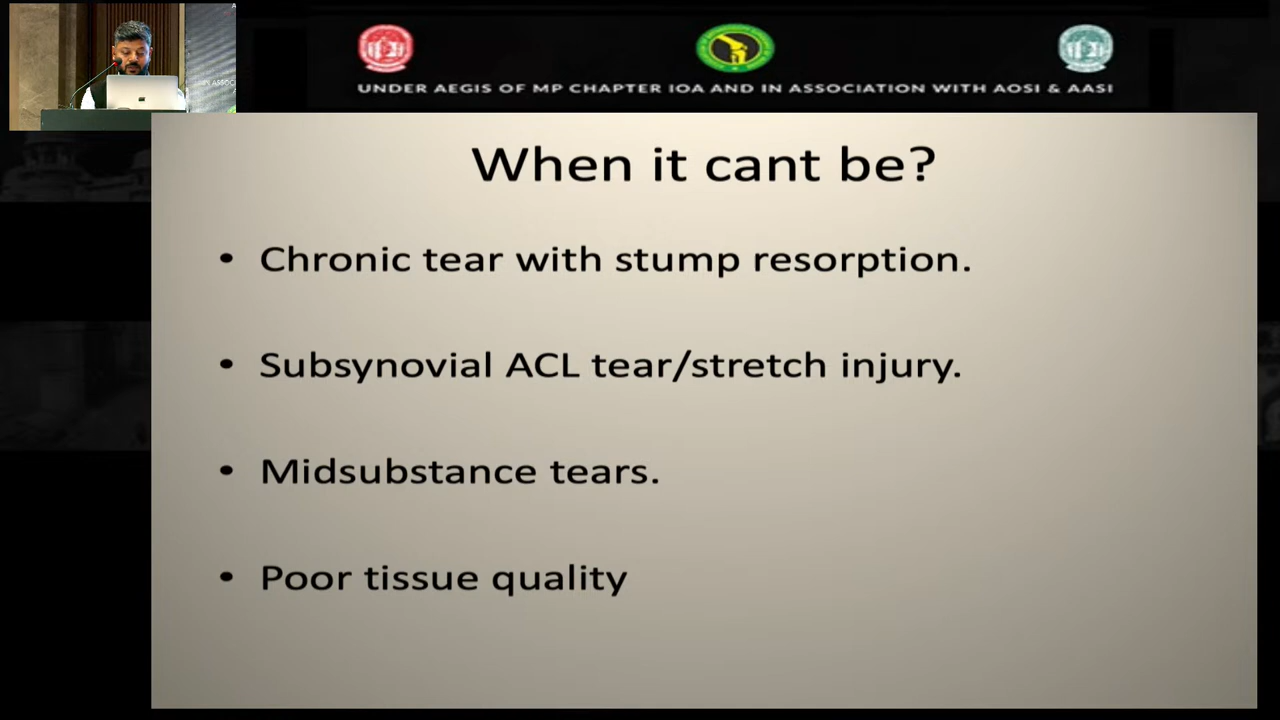 UNDER AEGIS OF MP CHAPTER IOA AND IN ASSOCIATION WITH AOSI & AASI
When it cant be?
• Chronic tear with stump resorption.
• Subsynovial ACL tear/stretch injury.
• Midsubstance tears.
• Poor tissue quality